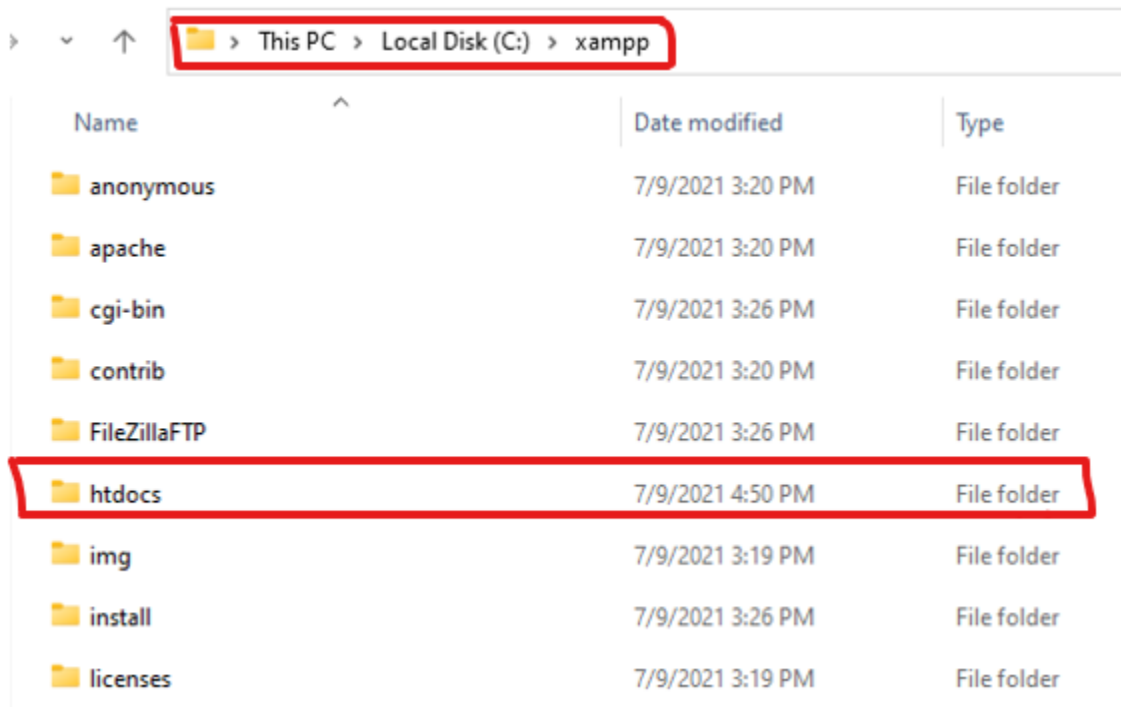 This PC > Local Disk (C:) > xampp
Name Date modified Type
anonymous 7/9/2021 3:20 PM File folder
apache 7/9/2021 3:20 PM File folder
cgi-bin 7/9/2021 3:26 PM File folder
contrib 7/9/2021 3:20 PM File folder
FileZillaFTP 7/9/2021 3:26 PM File folder
htdocs 7/9/2021 4:50 PM File folder
img 7/9/2021 3:19 PM File folder
install 7/9/2021 3:26 PM File folder
licenses 7/9/2021 3:19 PM File folder